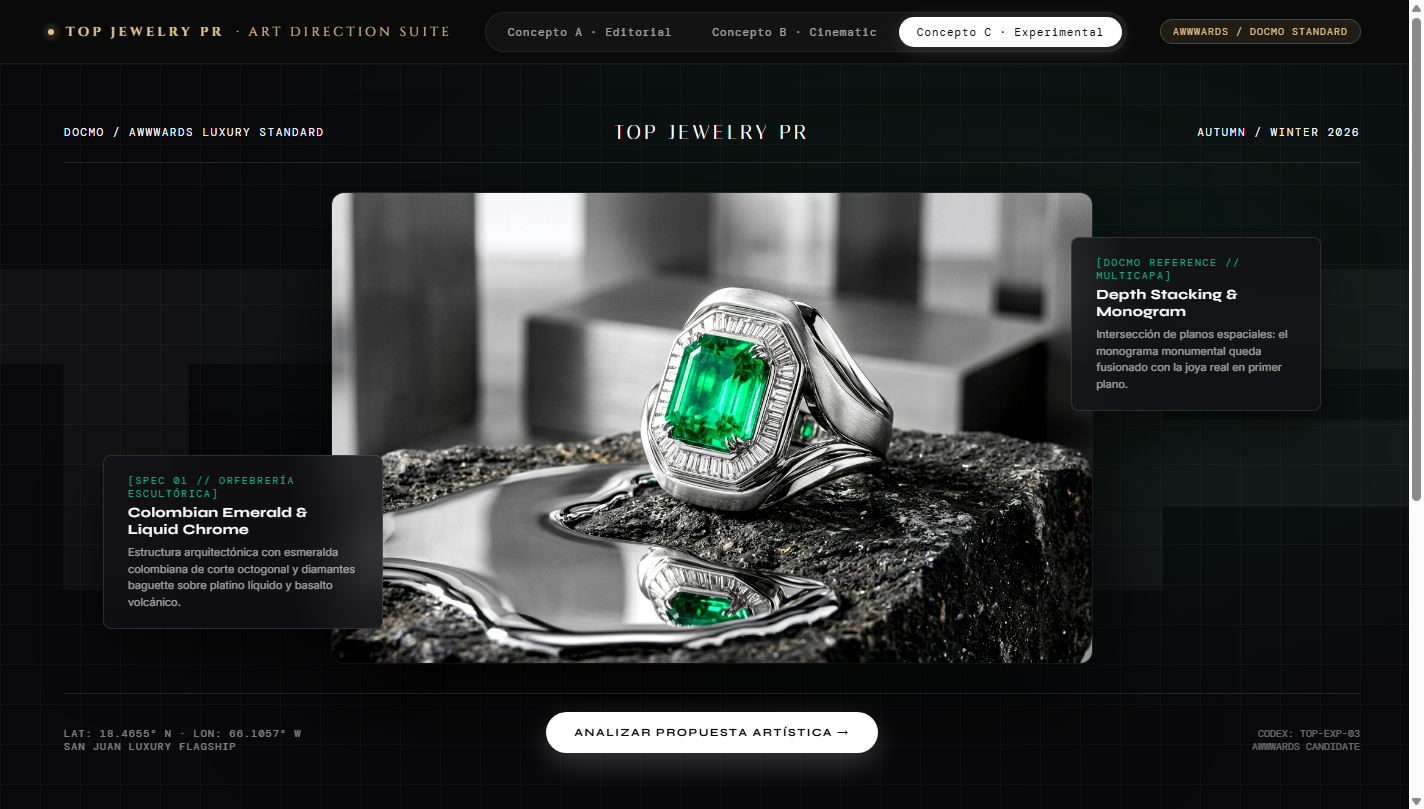 TOP JEWELRY PR · ART DIRECTION SUITE
Concepto A · Editorial
Concepto B · Cinematic
Concepto C · Experimental
AWWWARDS / DOCMO STANDARD
DOCMO / AWWWARDS LUXURY STANDARD
TOP JEWELRY PR
AUTUMN / WINTER 2026
[DOCMO REFERENCE //
MULTICAPA]
Depth Stacking &
Monogram
Intersección de planos espaciales: el
monograma monumental queda
fusionado con la joya real en primer
plano.
[SPEC 01 // ORFEBRERÍA
ESCULTÓRICA]
Colombian Emerald &
Liquid Chrome
Estructura arquitectónica con esmeralda
colombiana de corte octogonal y diamantes
baguette sobre platino líquido y basalto
volcánico.
LAT: 18.4655° N · LON: 66.1057° W
SAN JUAN LUXURY FLAGSHIP
ANALIZAR PROPUESTA ARTÍSTICA →
CODEX: TOP-EXP-03
AWWWARDS CANDIDATE